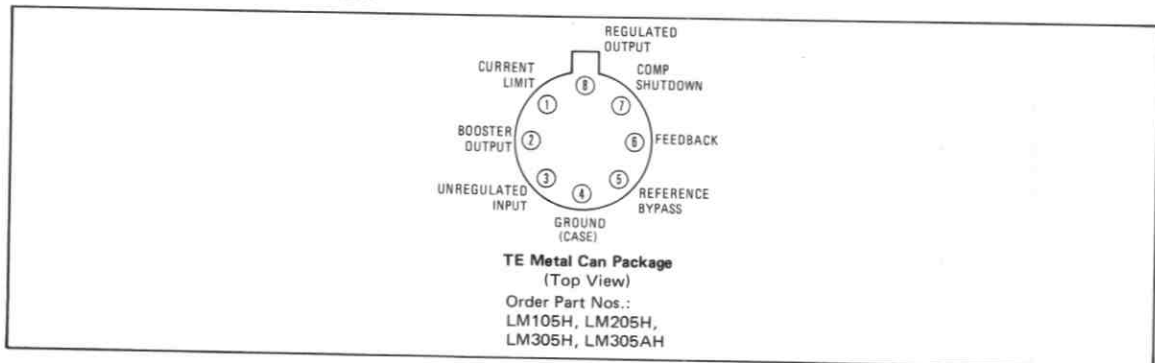 REGULATED
OUTPUT
CURRENT
LIMIT
COMP
SHUTDOWN
8
1
7
BOOSTER
OUTPUT
2
6
FEEDBACK
UNREGULATED
INPUT
3
4
5
REFERENCE
BYPASS
GROUND
(CASE)
TE Metal Can Package
(Top View)
Order Part Nos.:
LM105H, LM205H,
LM305H, LM305AH